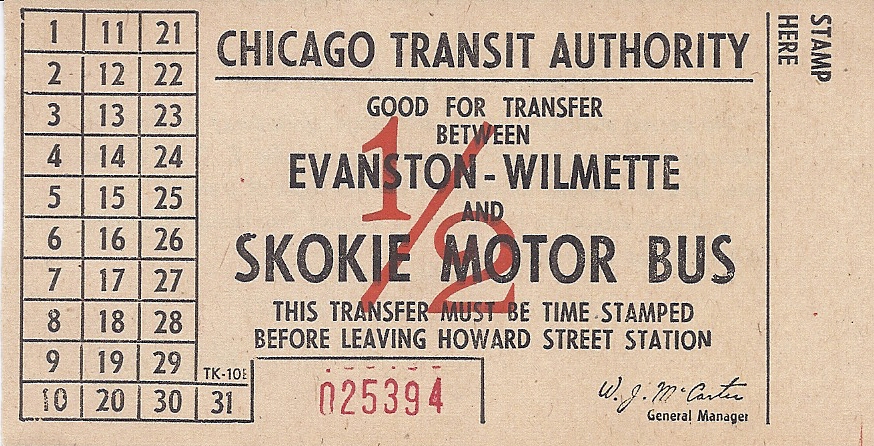 1 11 21
2 12 22
3 13 23
4 14 24
5 15 25
6 16 26
7 17 27
8 18 28
9 19 29
10 20 30 31
TK-10E
CHICAGO TRANSIT AUTHORITY
GOOD FOR TRANSFER
BETWEEN
EVANSTON-WILMETTE
AND
SKOKIE MOTOR BUS
1/2
THIS TRANSFER MUST BE TIME STAMPED
BEFORE LEAVING HOWARD STREET STATION
025394
W. J. McCarter
General Manager
STAMP
HERE